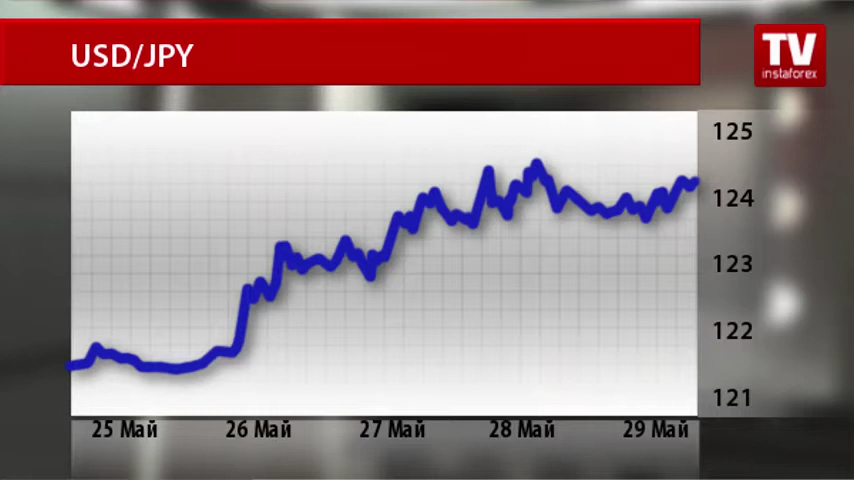 USD/JPY
TV
instaforex
125
124
123
122
121
25 Май
26 Май
27 Май
28 Май
29 Май